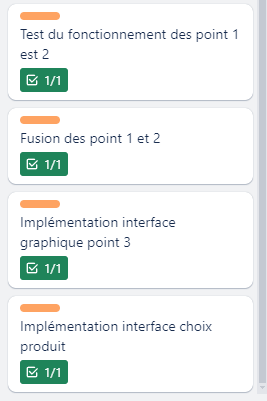 Test du fonctionnement des point 1
est 2
1/1
Fusion des point 1 et 2
1/1
Implémentation interface
graphique point 3
1/1
Implémentation interface choix
produit
1/1